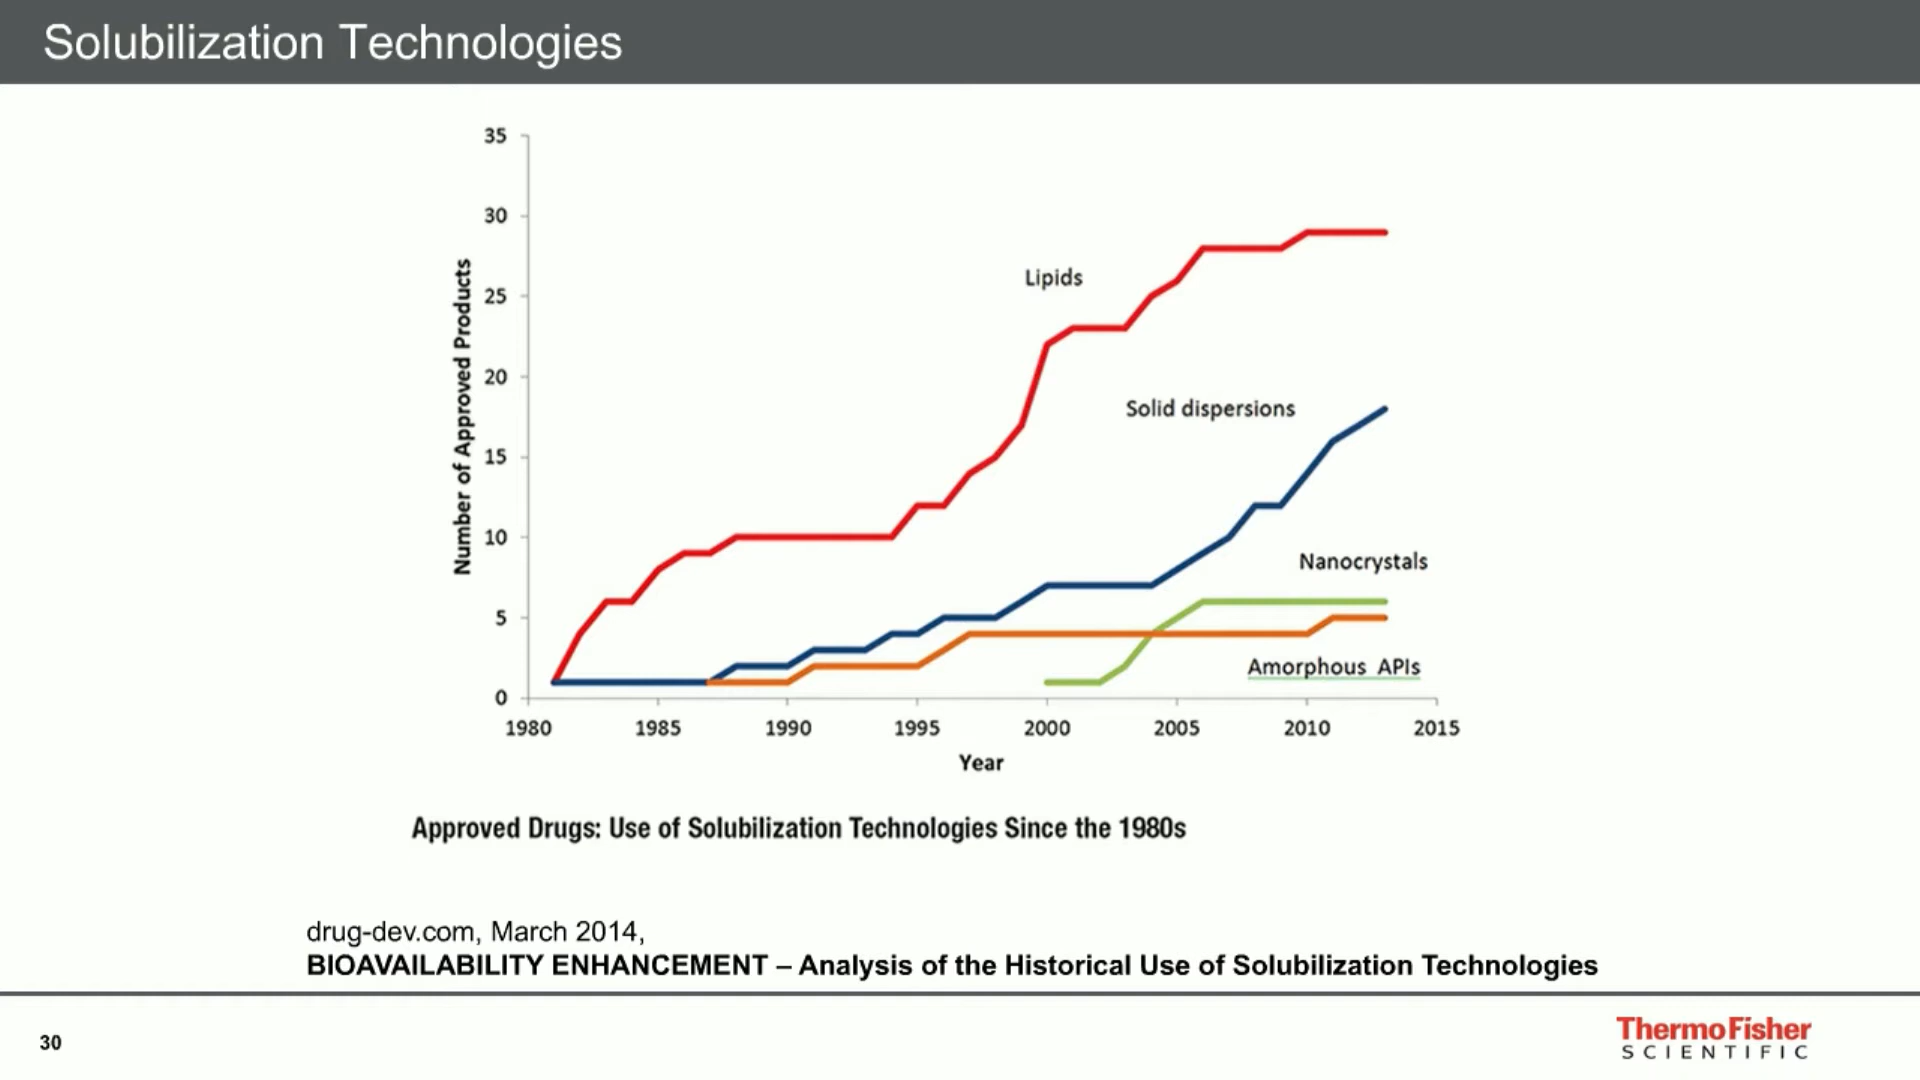 Solubilization Technologies
35
30
25
20
15
10
5
0
Number of Approved Products
Lipids
Solid dispersions
Nanocrystals
Amorphous APIs
1980 1985 1990 1995 2000 2005 2010 2015
Year
Approved Drugs: Use of Solubilization Technologies Since the 1980s
drug-dev.com, March 2014,
BIOAVAILABILITY ENHANCEMENT – Analysis of the Historical Use of Solubilization Technologies
30
ThermoFisher
SCIENTIFIC